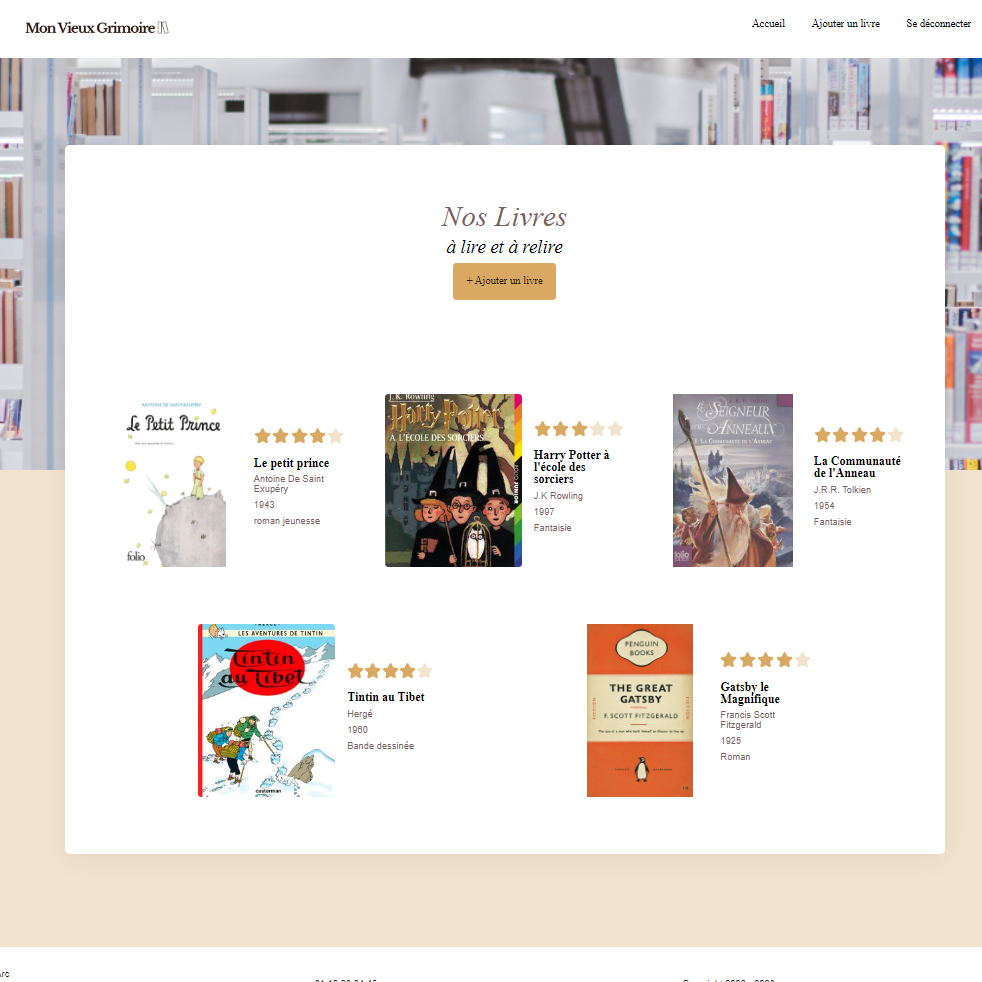 Mon Vieux Grimoire
Accueil
Ajouter un livre
Se déconnecter
Nos Livres
à lire et à relire
+ Ajouter un livre
ANTOINE DE SAINT-EXUPÉRY
Le Petit Prince
folio
Le petit prince
Antoine De Saint
Exupéry
1943
roman jeunesse
J. K. Rowling
Harry Potter
À L'ÉCOLE DES SORCIERS
FOLIO JUNIOR
Harry Potter à
l'école des
sorciers
J.K Rowling
1997
Fantaisie
J. R. R. Tolkien
LE SEIGNEUR
DES ANNEAUX
I. La Communauté de l'Anneau
folio
La Communauté
de l'Anneau
J.R.R. Tolkien
1954
Fantaisie
LES AVENTURES DE TINTIN
Tintin
au Tibet
casterman
Tintin au Tibet
Hergé
1960
Bande dessinée
PENGUIN
BOOKS
THE GREAT
GATSBY
F. SCOTT FITZGERALD
FICTION
FICTION
Gatsby le
Magnifique
Francis Scott
Fitzgerald
1925
Roman